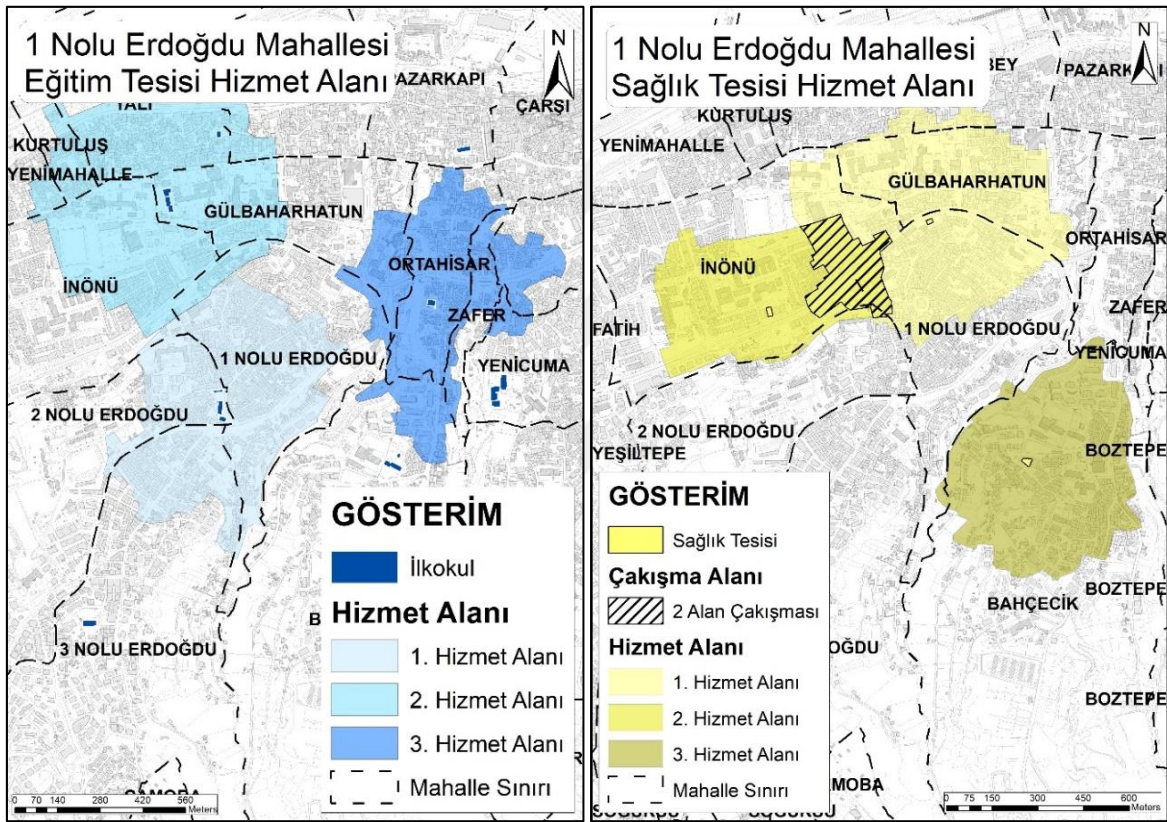 1 Nolu Erdoğdu Mahallesi
Eğitim Tesisi Hizmet Alanı
N
PAZARKAPI
ÇARŞI
YALI
KURTULUŞ
YENİMAHALLE
GÜLBAHARHATUN
ORTAHİSAR
İNÖNÜ
ZAFER
1 NOLU ERDOĞDU
YENİCUMA
2 NOLU ERDOĞDU
3 NOLU ERDOĞDU
B
GÖSTERİM
İlkokul
Hizmet Alanı
1. Hizmet Alanı
2. Hizmet Alanı
3. Hizmet Alanı
Mahalle Sınırı
0 70 140 280 420 560
Meters
1 Nolu Erdoğdu Mahallesi
Sağlık Tesisi Hizmet Alanı
N
BEY
KURTULUŞ
YENİMAHALLE
GÜLBAHARHATUN
ORTAHİSAR
İNÖNÜ
ZAFER
FATİH
1 NOLU ERDOĞDU
YENİCUMA
2 NOLU ERDOĞDU
YEŞİLTEPE
BOZTEPE
GÖSTERİM
Sağlık Tesisi
Çakışma Alanı
2 Alan Çakışması
Hizmet Alanı
1. Hizmet Alanı
2. Hizmet Alanı
3. Hizmet Alanı
Mahalle Sınırı
BAHÇECİK
BOZTEPE
OĞDU
BOZTEPE
AMOBA
0 75 150 300 450 600
Meters